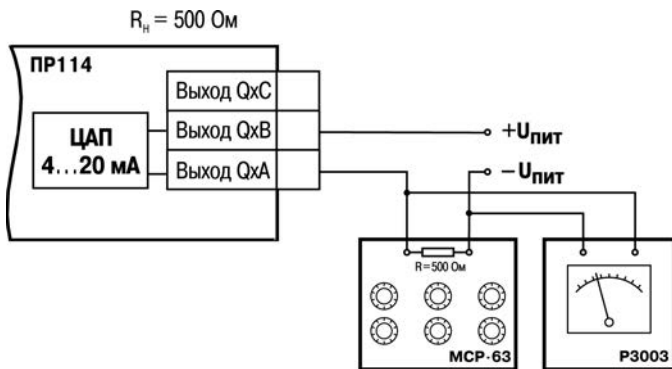 Rн = 500 Ом
ПР114
Выход QxC
ЦАП
4...20 мА
Выход QxB
Выход QxA
+Uпит
−Uпит
R=500 Ом
МСР·63
Р3003